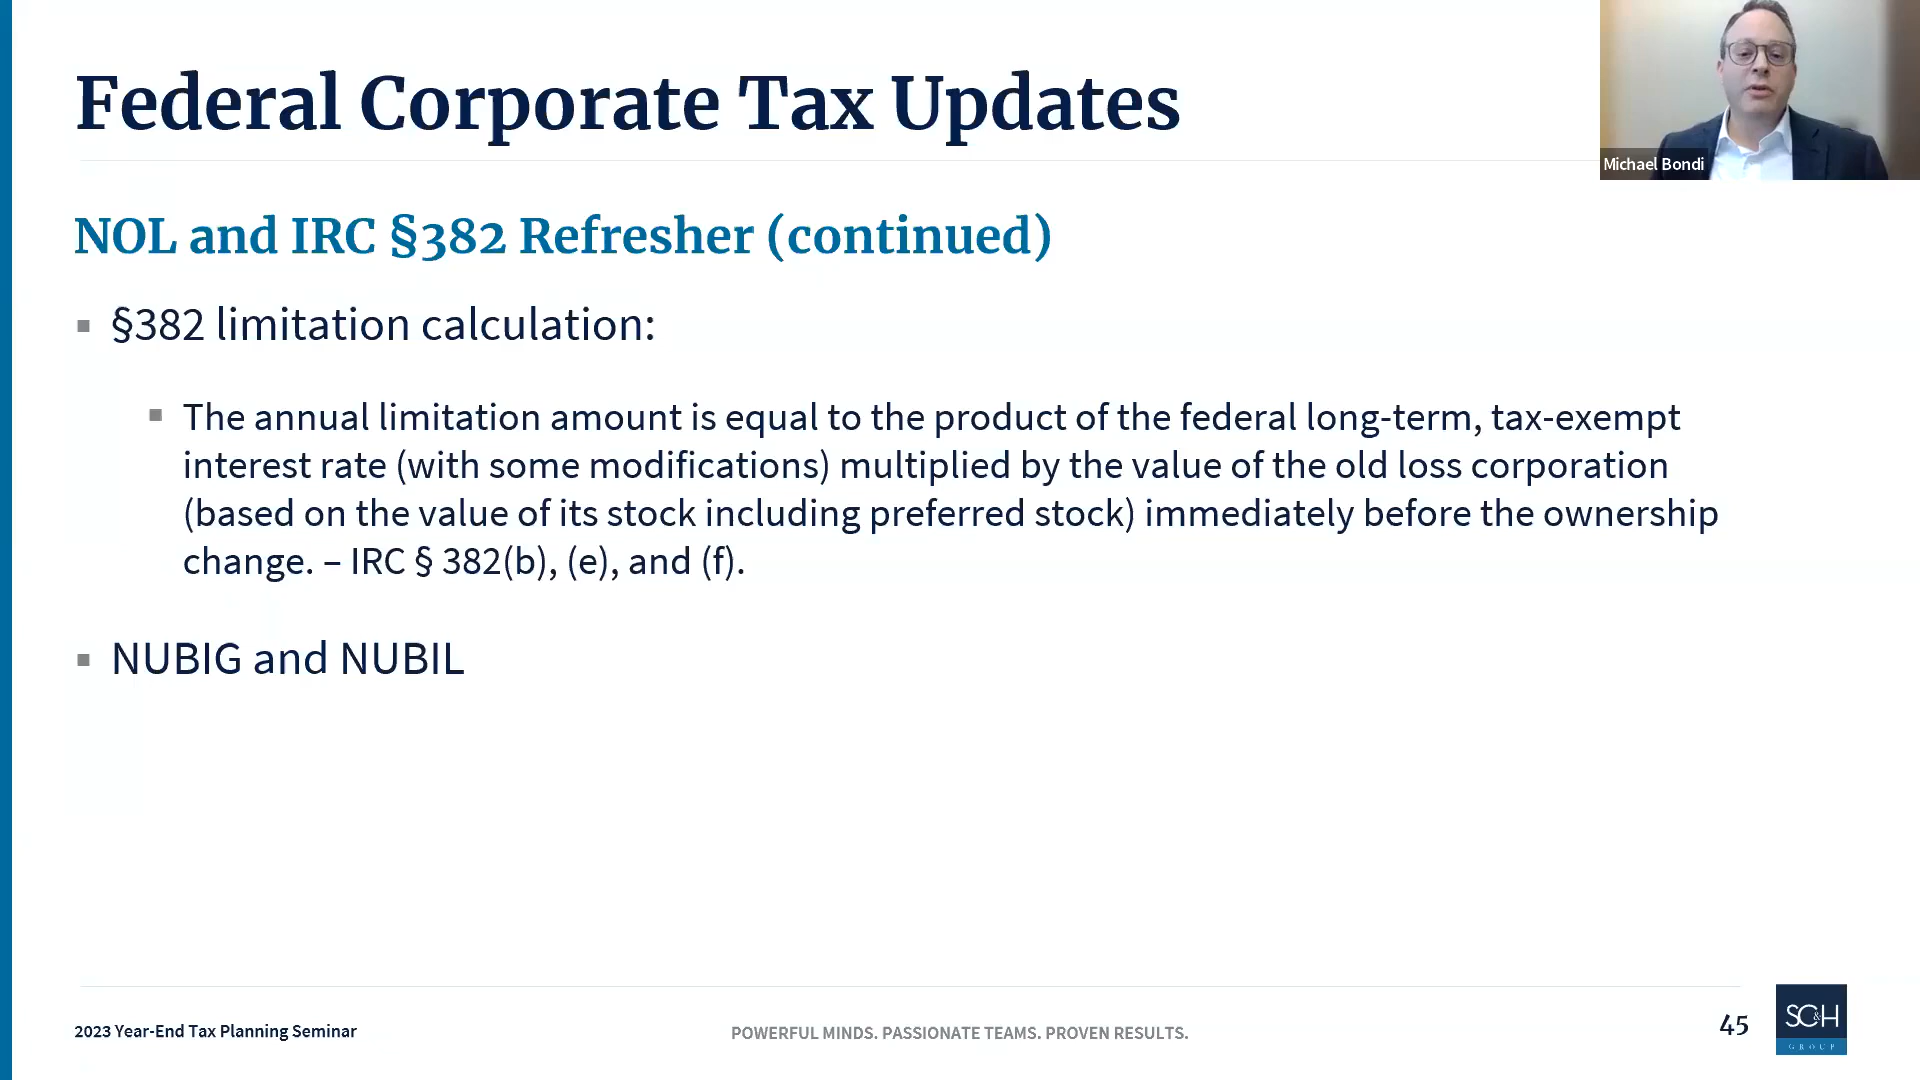 Federal Corporate Tax Updates
Michael Bondi
NOL and IRC §382 Refresher (continued)
§382 limitation calculation:
The annual limitation amount is equal to the product of the federal long-term, tax-exempt
interest rate (with some modifications) multiplied by the value of the old loss corporation
(based on the value of its stock including preferred stock) immediately before the ownership
change. – IRC § 382(b), (e), and (f).
NUBIG and NUBIL
2023 Year-End Tax Planning Seminar
POWERFUL MINDS. PASSIONATE TEAMS. PROVEN RESULTS.
45
SC&H
GROUP